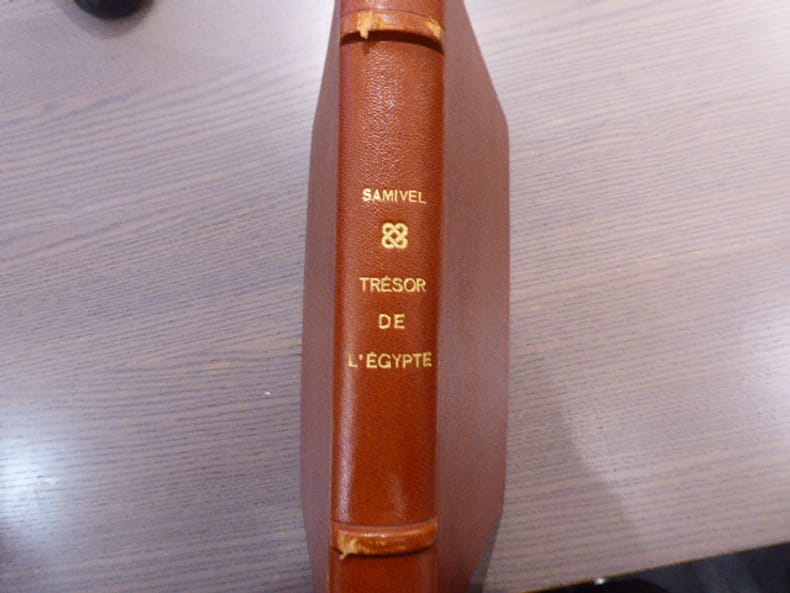 SAMIVEL
TRÉSOR
DE
L'ÉGYPTE